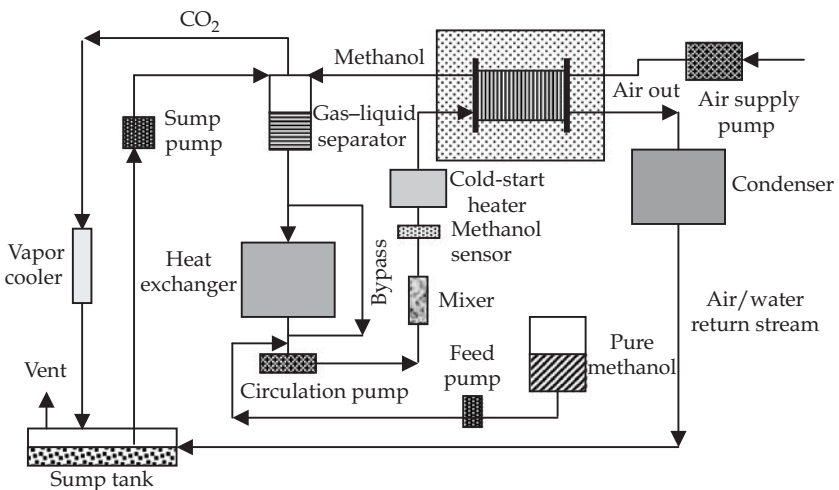 CO2
Methanol
Air out
Air supply
pump
Sump
pump
Gas–liquid
separator
Cold-start
heater
Condenser
Methanol
sensor
Vapor
cooler
Heat
exchanger
Bypass
Mixer
Air/water
return stream
Pure
methanol
Feed
pump
Vent
Circulation pump
Sump tank